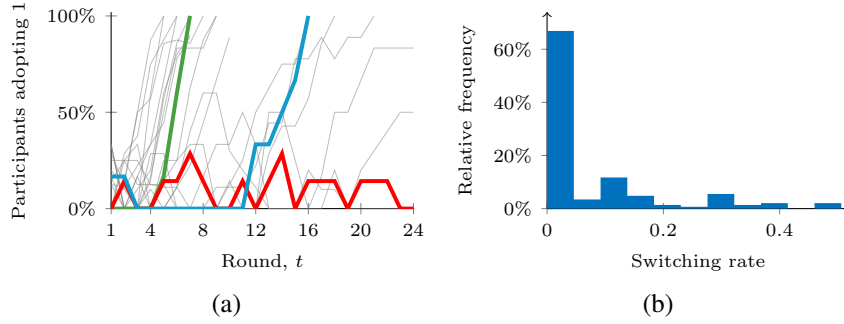 Participants adopting 1
100%
50%
0%
1 4 8 12 16 20 24
Round, t
(a)
Relative frequency
60%
40%
20%
0%
0 0.2 0.4
Switching rate
(b)